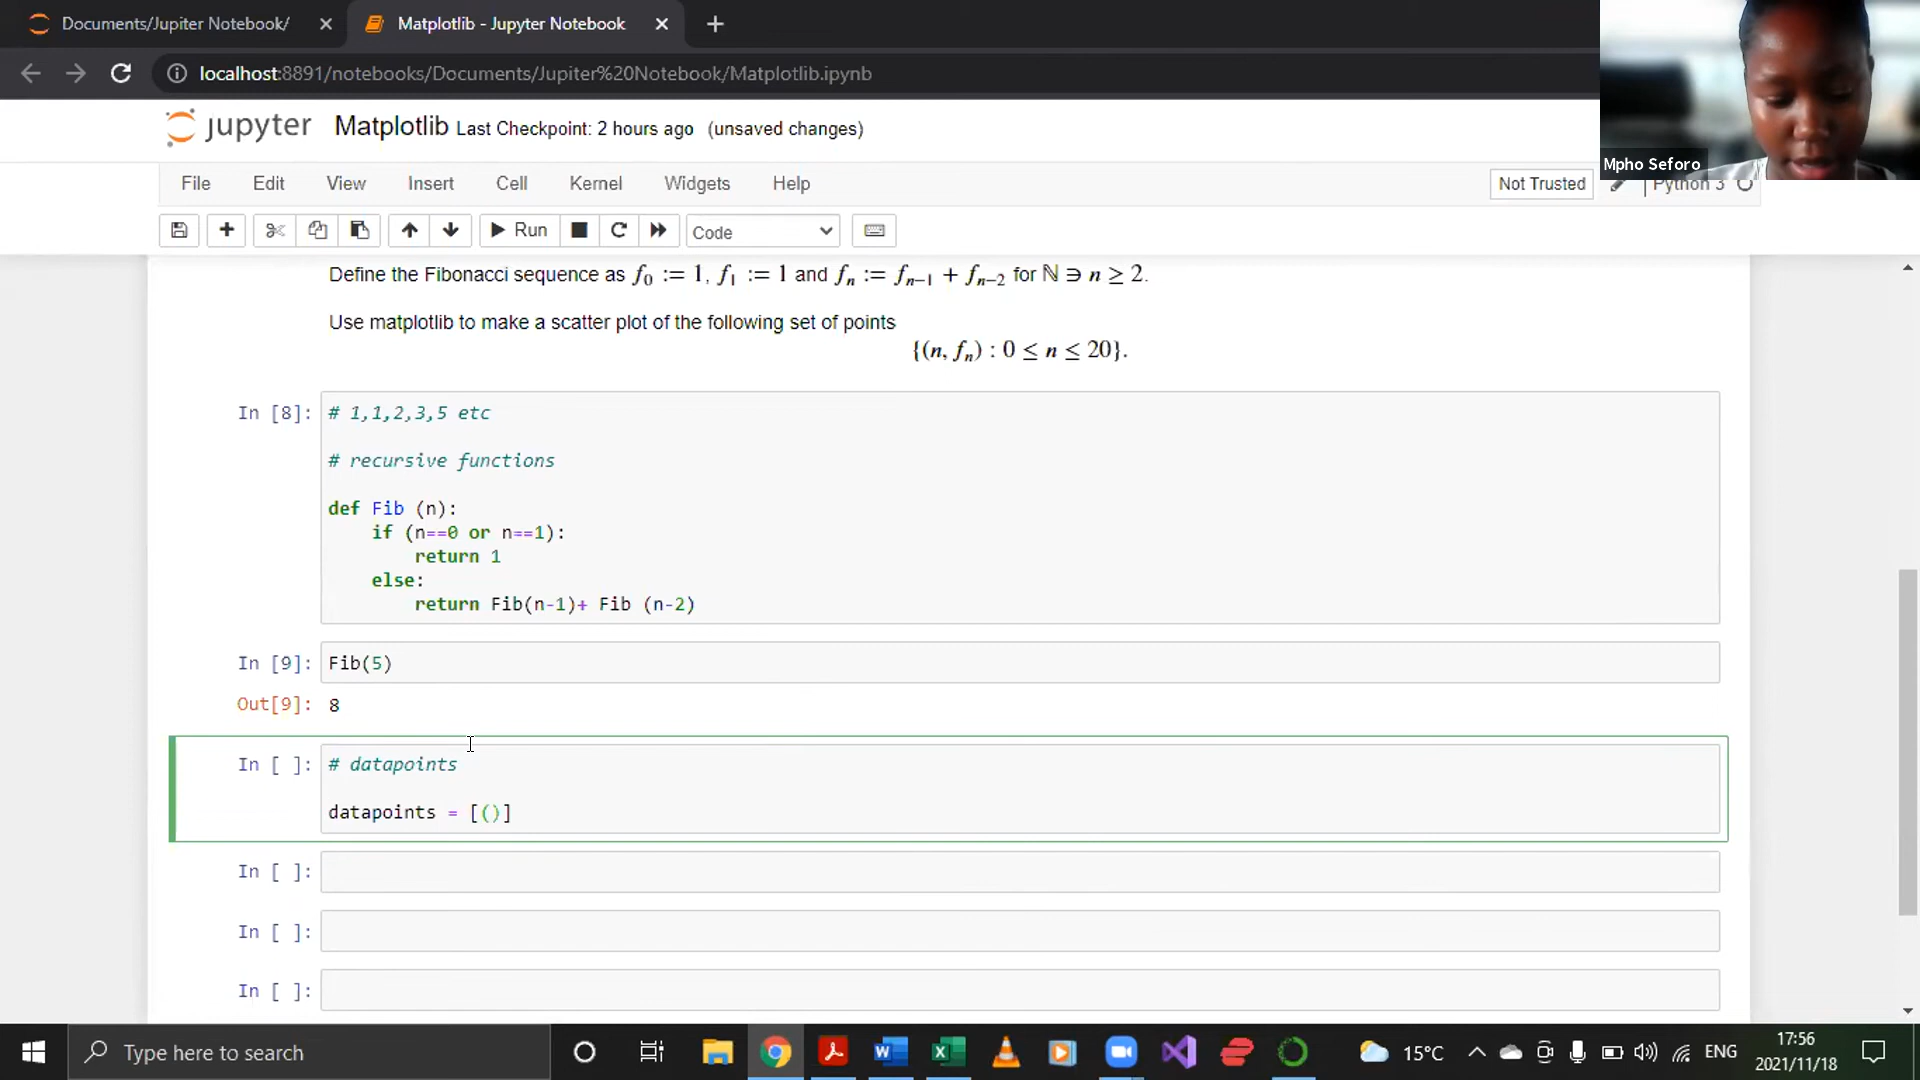 Documents/Jupiter Notebook/
Matplotlib - Jupyter Notebook
localhost:8891/notebooks/Documents/Jupiter%20Notebook/Matplotlib.ipynb
Mpho Seforo
jupyter Matplotlib Last Checkpoint: 2 hours ago (unsaved changes)
File Edit View Insert Cell Kernel Widgets Help Not Trusted Python 3
Run Code
Define the Fibonacci sequence as f₀ := 1, f₁ := 1 and fₙ := fₙ₋₁ + fₙ₋₂ for ℕ ∋ n ≥ 2.
Use matplotlib to make a scatter plot of the following set of points
{(n, fₙ) : 0 ≤ n ≤ 20}.
In [8]: # 1,1,2,3,5 etc
# recursive functions
def Fib (n):
    if (n==0 or n==1):
        return 1
    else:
        return Fib(n-1)+ Fib (n-2)
In [9]: Fib(5)
Out[9]: 8
In [ ]: # datapoints
datapoints = [()]
In [ ]:
In [ ]:
In [ ]:
Type here to search
15°C ENG
17:56
2021/11/18